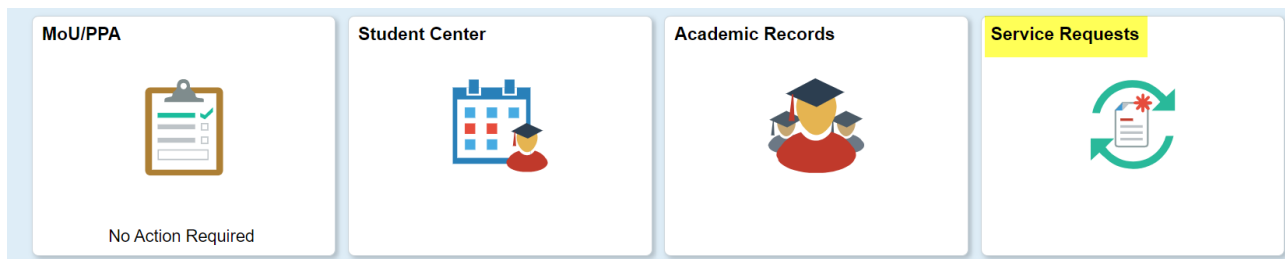 MoU/PPA
No Action Required
Student Center
Academic Records
Service Requests